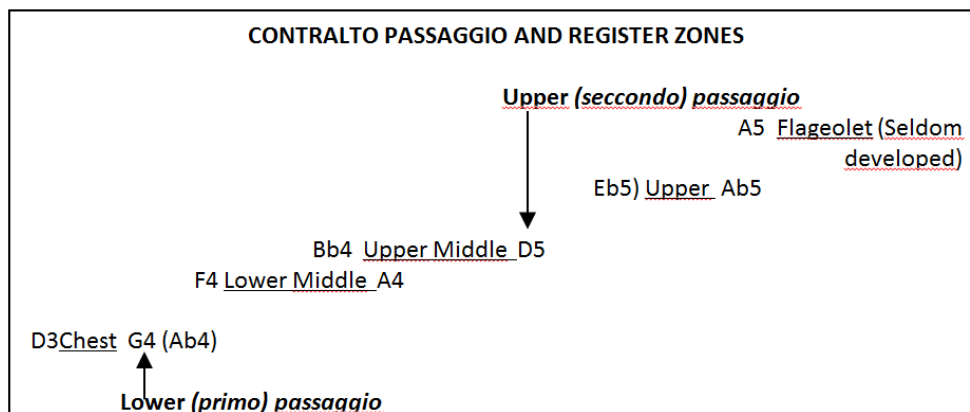 CONTRALTO PASSAGGIO AND REGISTER ZONES
Upper (seccondo) passaggio
A5 Flageolet (Seldom
developed)
Eb5) Upper Ab5
Bb4 Upper Middle D5
F4 Lower Middle A4
D3Chest G4 (Ab4)
Lower (primo) passaggio